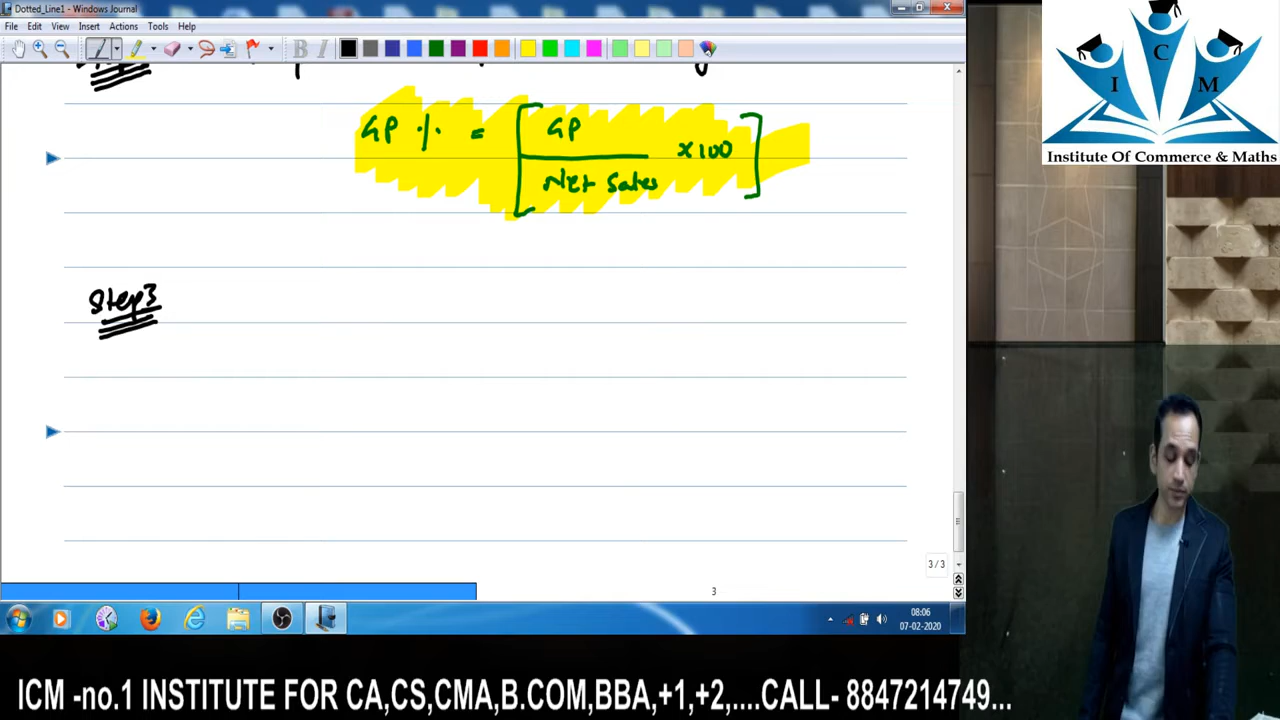 Dotted_Line1 - Windows Journal
File Edit View Insert Actions Tools Help
B I
GP % = [ GP
x100 ]
Net Sales
Step3
3 / 3
3
08:06
07-02-2020
I C M
Institute Of Commerce & Maths
ICM -no.1 INSTITUTE FOR CA,CS,CMA,B.COM,BBA,+1,+2,....CALL- 8847214749...